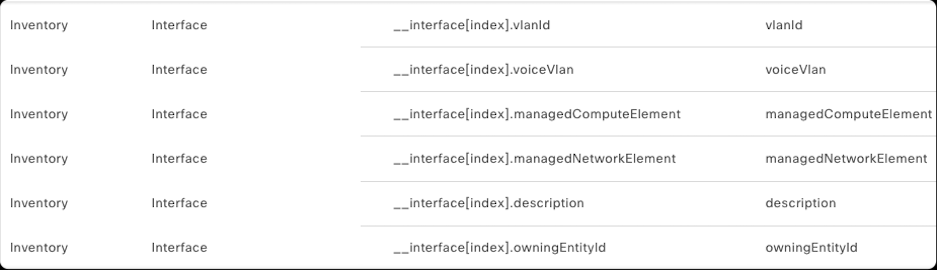 Inventory Interface __interface[index].vlanId vlanId
Inventory Interface __interface[index].voiceVlan voiceVlan
Inventory Interface __interface[index].managedComputeElement managedComputeElement
Inventory Interface __interface[index].managedNetworkElement managedNetworkElement
Inventory Interface __interface[index].description description
Inventory Interface __interface[index].owningEntityId owningEntityId